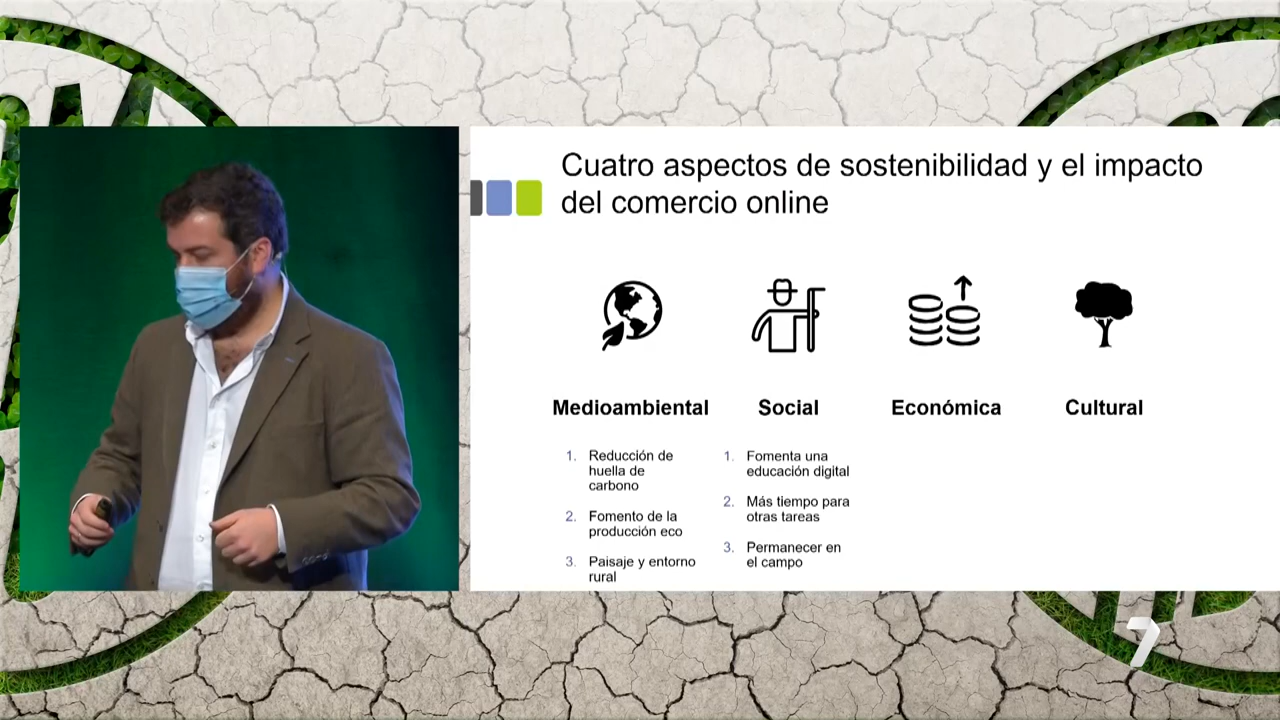 Cuatro aspectos de sostenibilidad y el impacto
del comercio online
Medioambiental
1. Reducción de
huella de
carbono
2. Fomento de la
producción eco
3. Paisaje y entorno
rural
Social
1. Fomenta una
educación digital
2. Más tiempo para
otras tareas
3. Permanecer en
el campo
Económica
Cultural
7